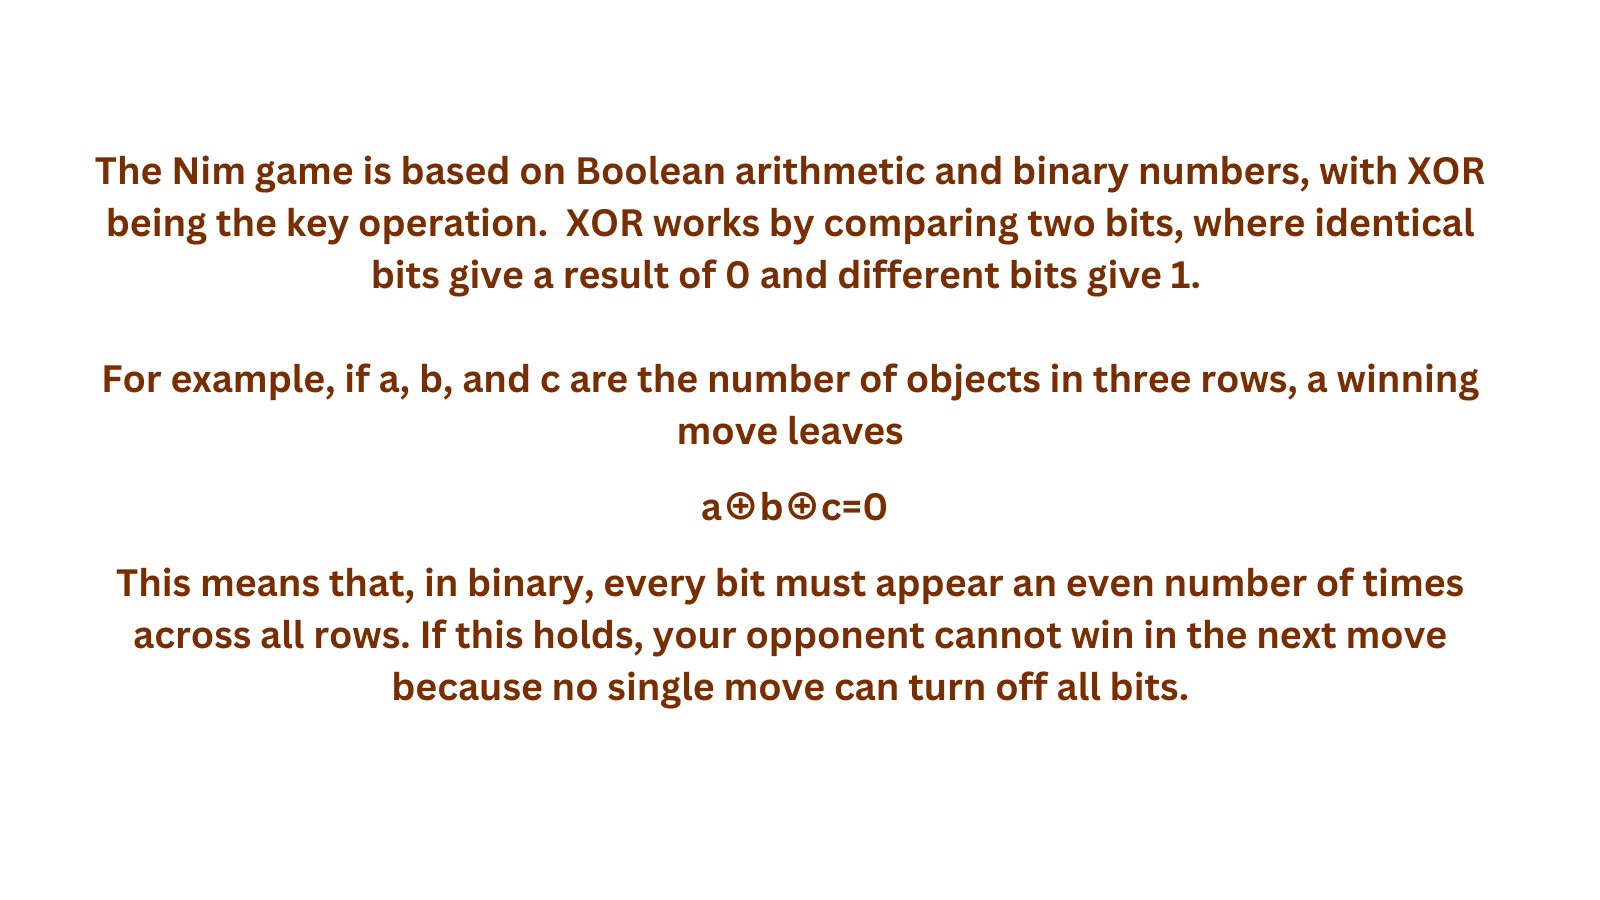 The Nim game is based on Boolean arithmetic and binary numbers, with XOR
being the key operation.  XOR works by comparing two bits, where identical
bits give a result of 0 and different bits give 1.
For example, if a, b, and c are the number of objects in three rows, a winning
move leaves
a⊕b⊕c=0
This means that, in binary, every bit must appear an even number of times
across all rows. If this holds, your opponent cannot win in the next move
because no single move can turn off all bits.